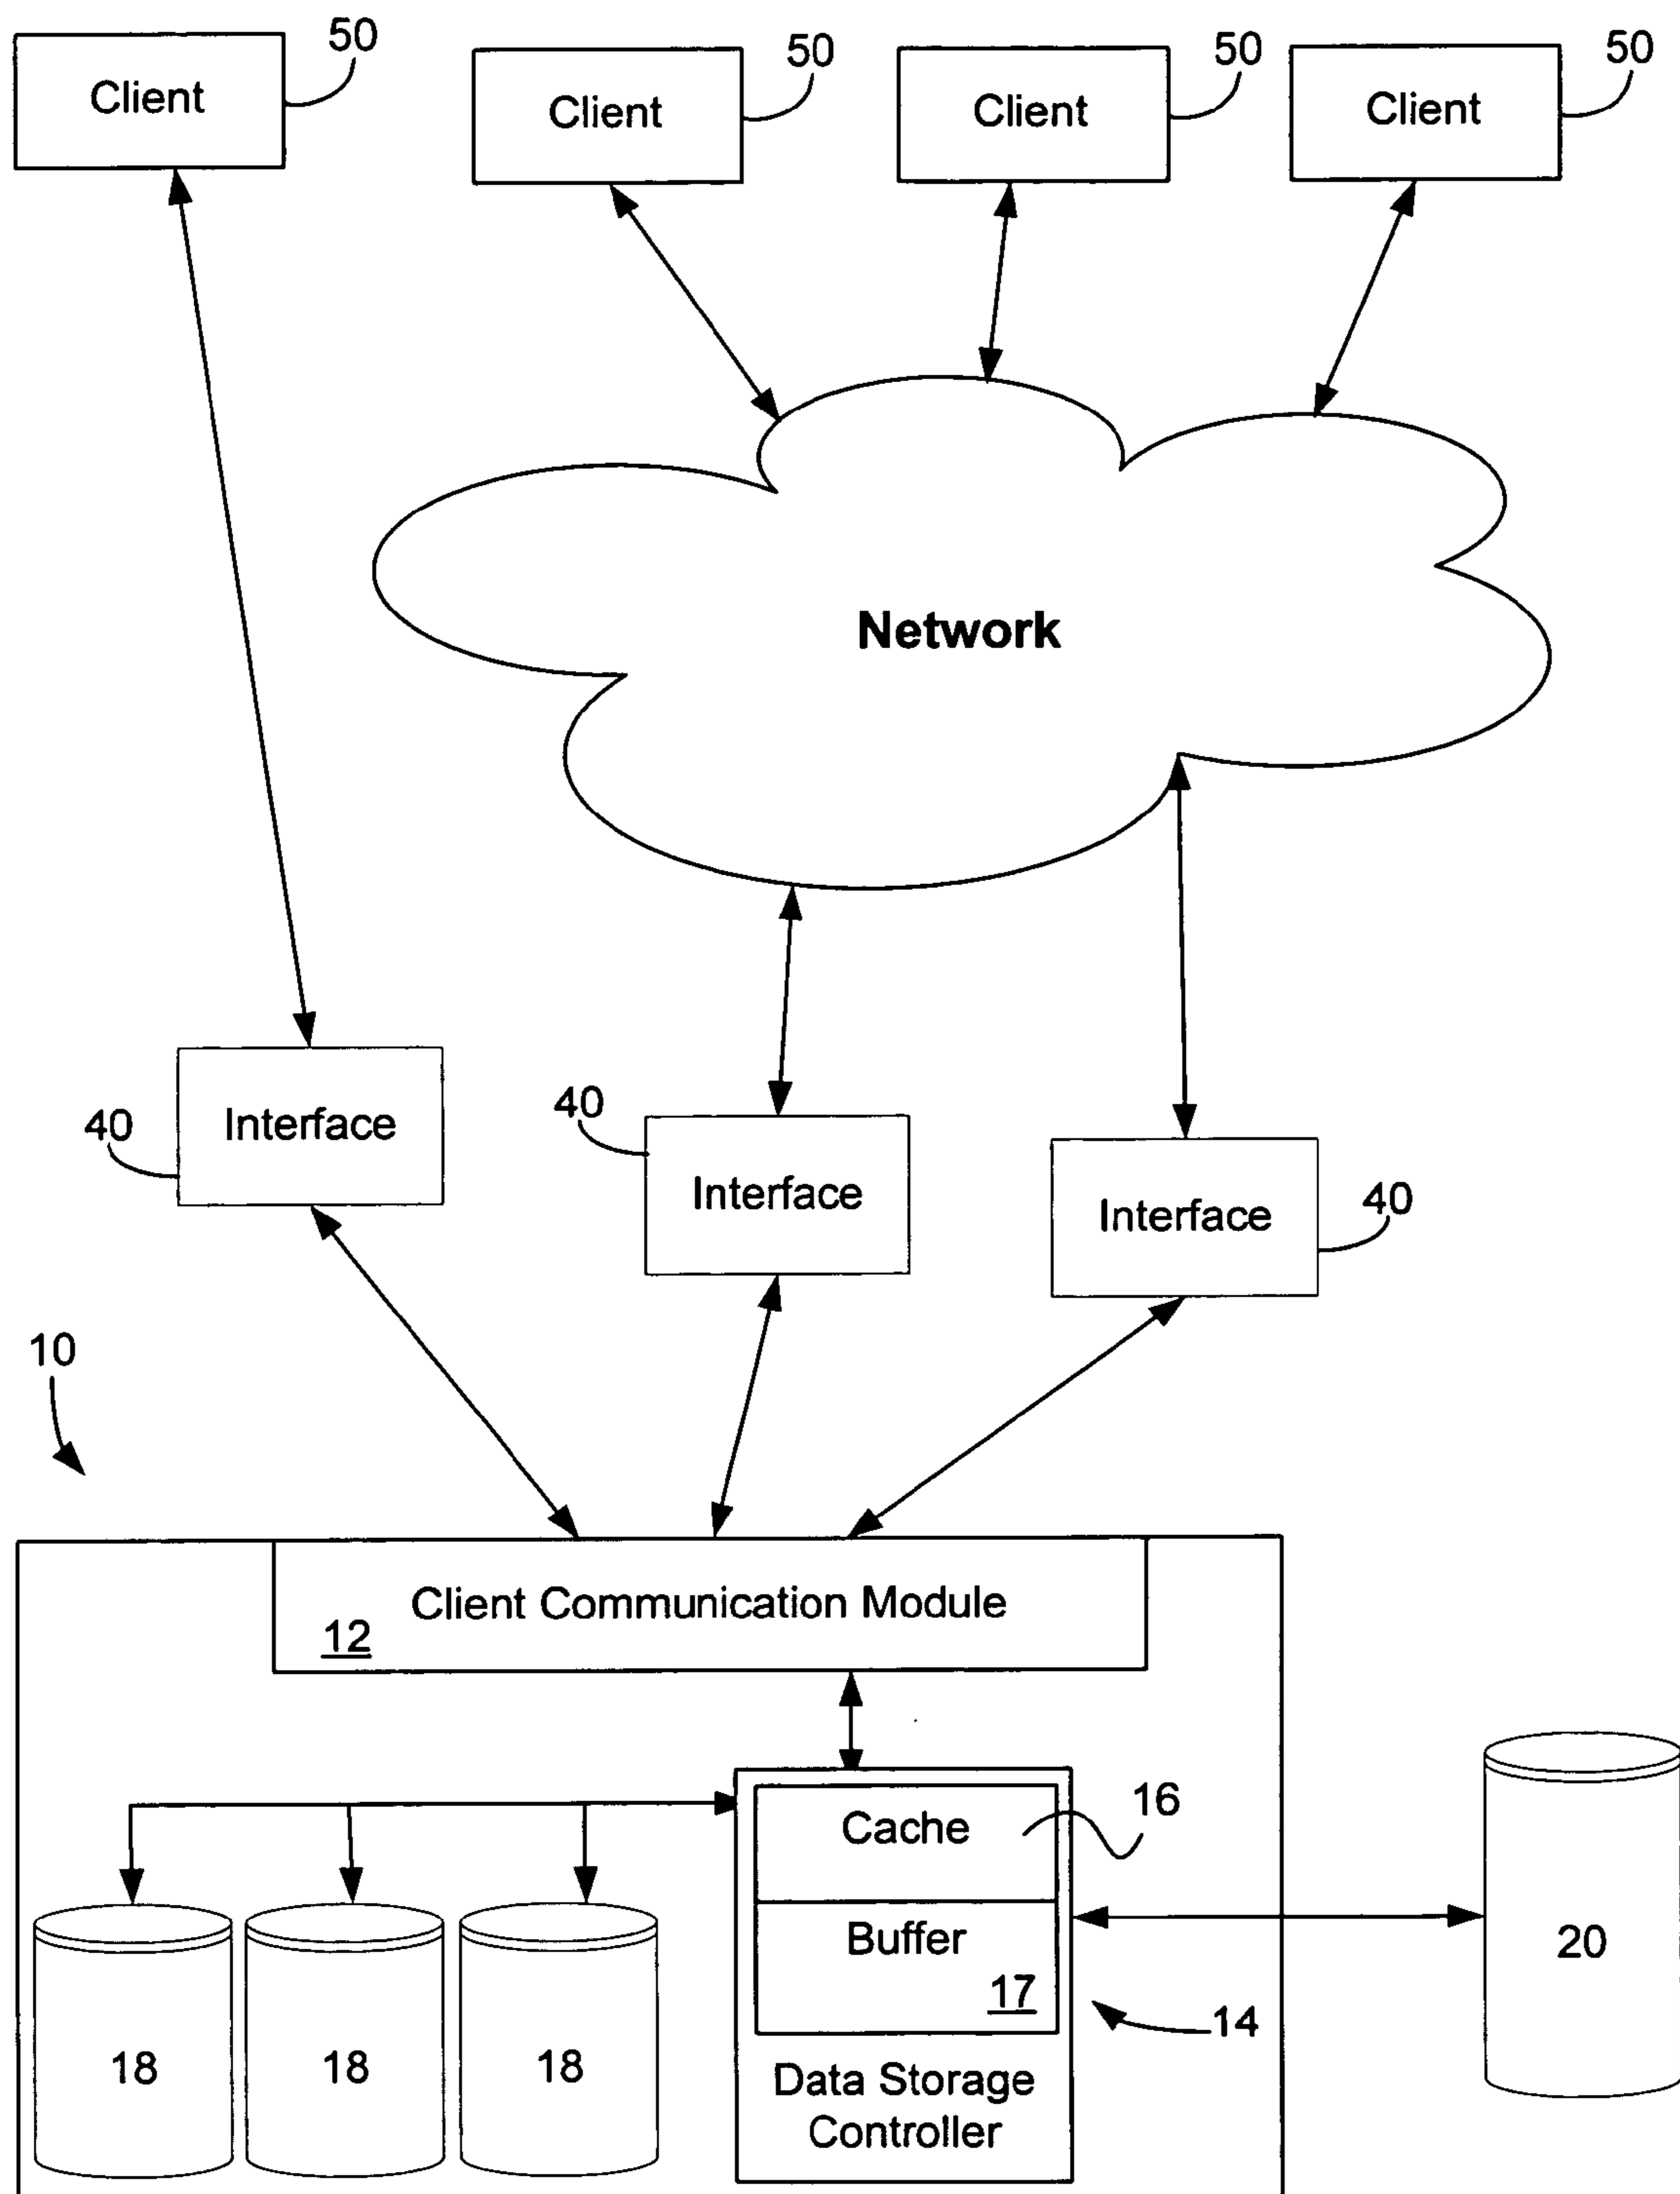 50
50
50
50
Client
Client
Client
Client
Network
40
Interface
40
Interface
Interface
40
10
Client Communication Module
12
Cache
16
Buffer
17
14
20
18
18
18
Data Storage
Controller